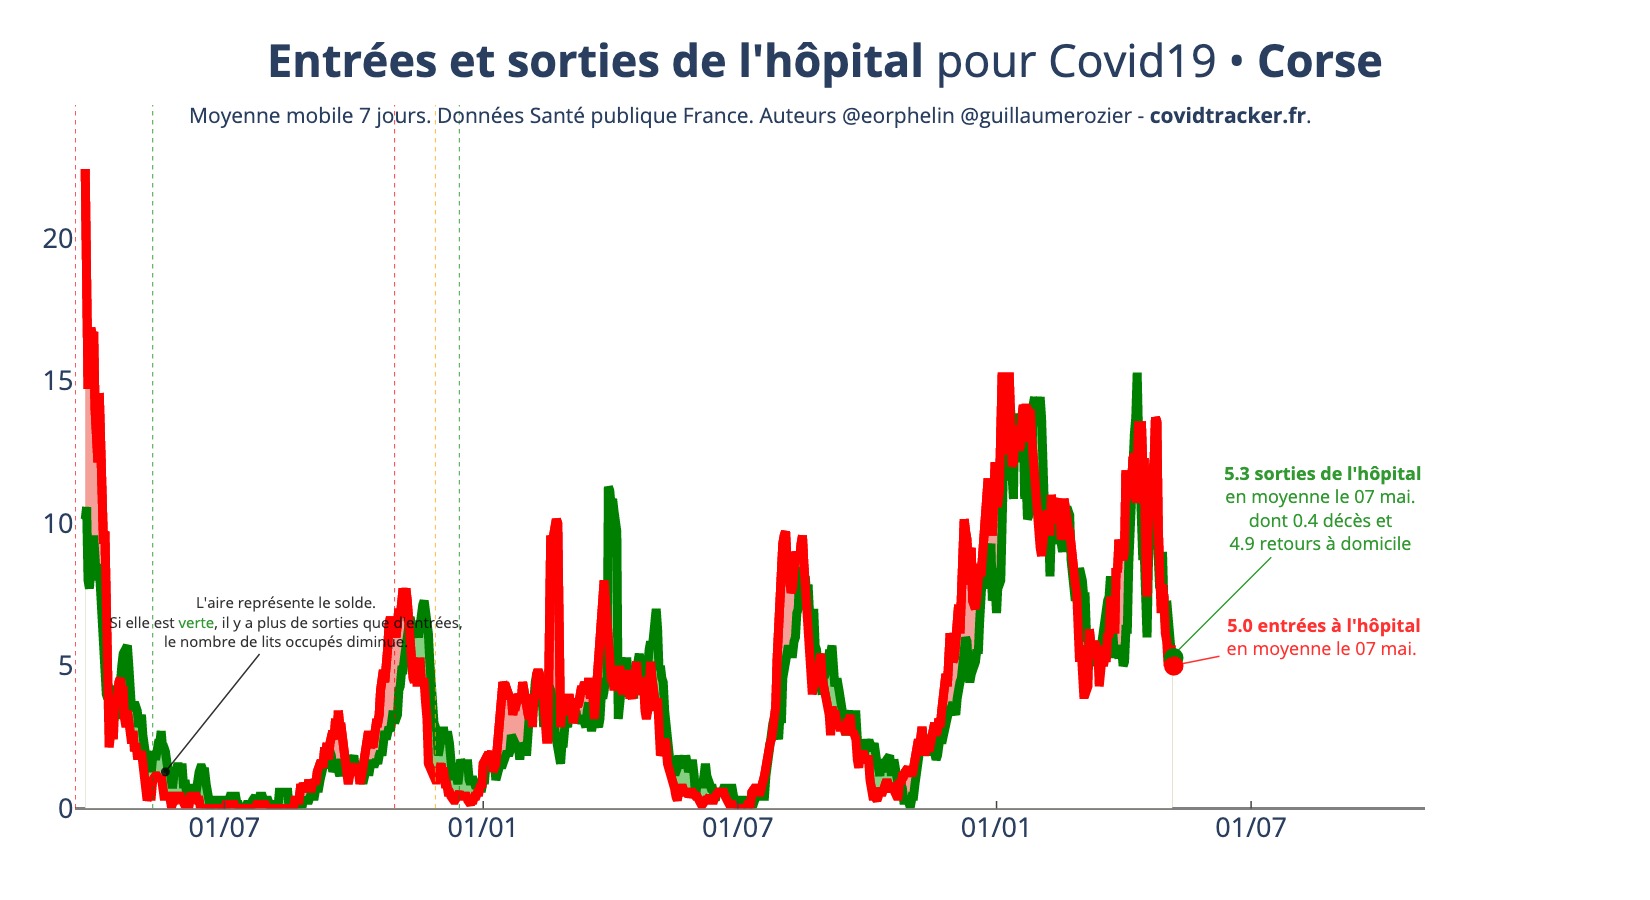 Entrées et sorties de l'hôpital pour Covid19 • Corse
Moyenne mobile 7 jours. Données Santé publique France. Auteurs @eorphelin @guillaumerozier - covidtracker.fr.
20
15
10
5
0
L'aire représente le solde.
Si elle est verte, il y a plus de sorties que d'entrées,
le nombre de lits occupés diminue.
5.3 sorties de l'hôpital
en moyenne le 07 mai.
dont 0.4 décès et
4.9 retours à domicile
5.0 entrées à l'hôpital
en moyenne le 07 mai.
01/07 01/01 01/07 01/01 01/07